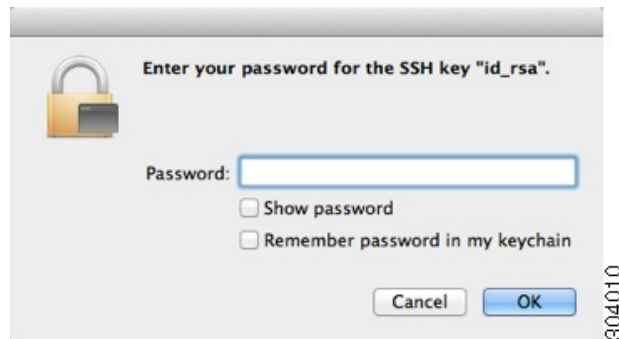 Enter your password for the SSH key "id_rsa".
Password:
Show password
Remember password in my keychain
Cancel OK
304010